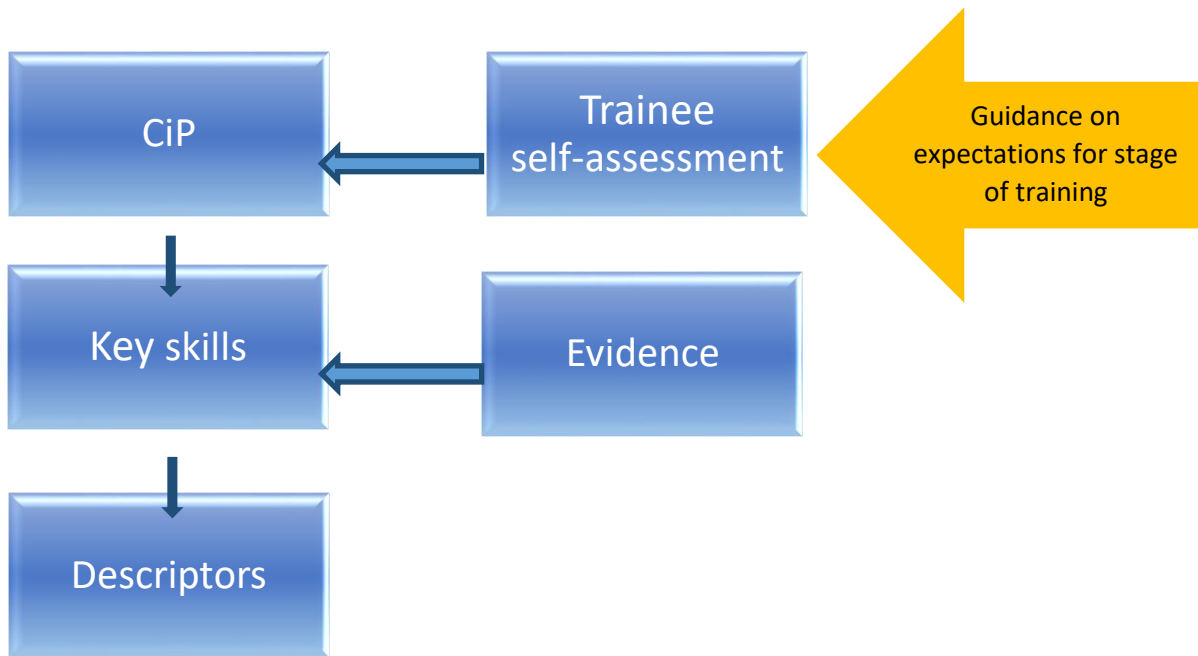 CiP
Trainee
self-assessment
Guidance on
expectations for stage
of training
Key skills
Evidence
Descriptors